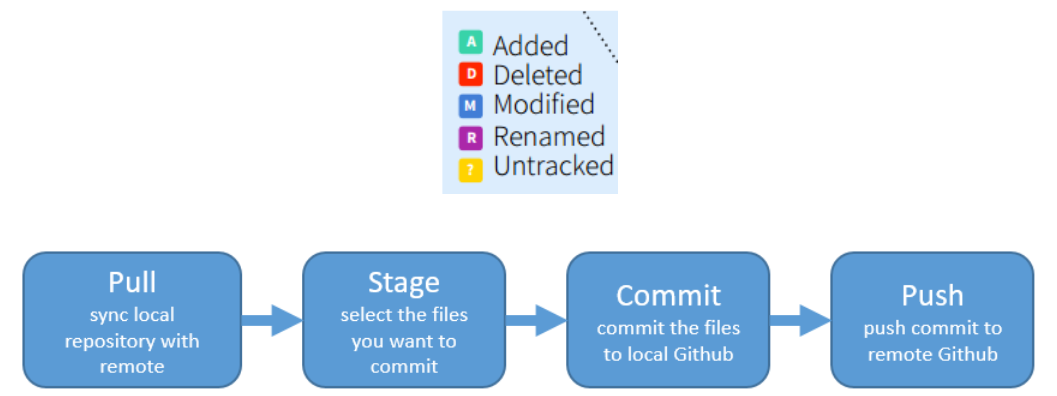 A Added
D Deleted
M Modified
R Renamed
? Untracked
Pull
sync local
repository with
remote
Stage
select the files
you want to
commit
Commit
commit the files
to local Github
Push
push commit to
remote Github